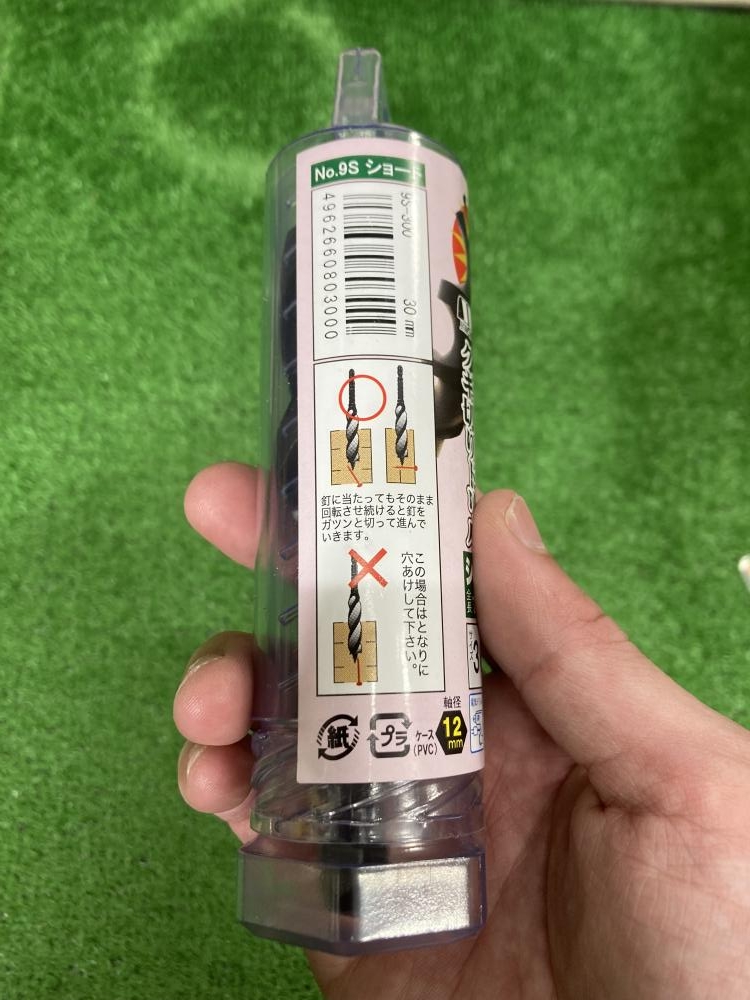 No.9S ショート
9S-300
30 mm
4962660803000
釘に当たってもそのまま
回転させ続けると釘を
ガツンと切って進んで
いきます。
この場合はとなりに
穴あけして下さい。
紙
プラ
ケース
(PVC)
軸径
12
mm